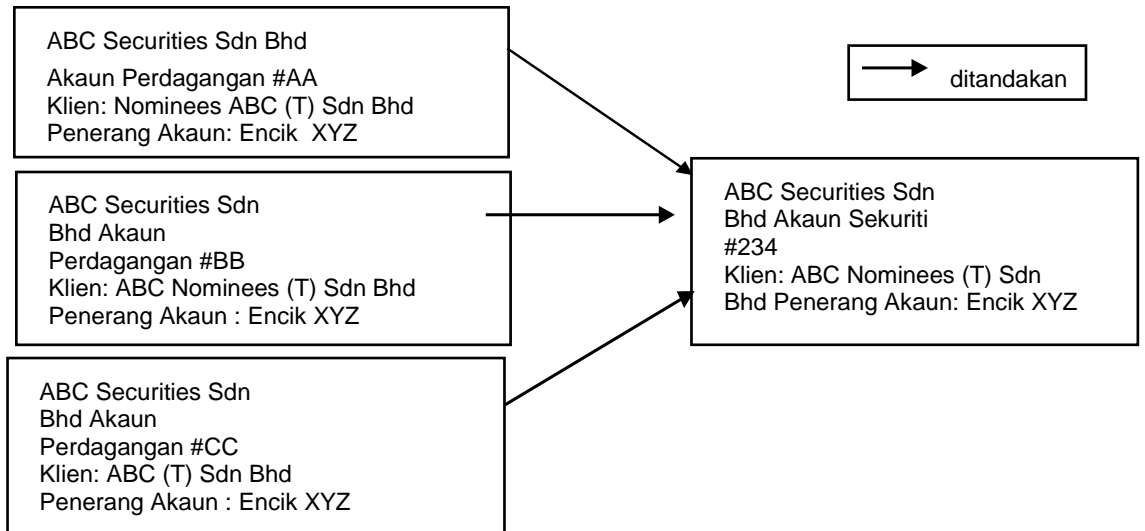 ABC Securities Sdn Bhd
Akaun Perdagangan #AA
Klien: Nominees ABC (T) Sdn Bhd
Penerang Akaun: Encik XYZ
ditandakan
ABC Securities Sdn
Bhd Akaun
Perdagangan #BB
Klien: ABC Nominees (T) Sdn Bhd
Penerang Akaun : Encik XYZ
ABC Securities Sdn
Bhd Akaun Sekuriti
#234
Klien: ABC Nominees (T) Sdn
Bhd Penerang Akaun: Encik XYZ
ABC Securities Sdn
Bhd Akaun
Perdagangan #CC
Klien: ABC (T) Sdn Bhd
Penerang Akaun : Encik XYZ